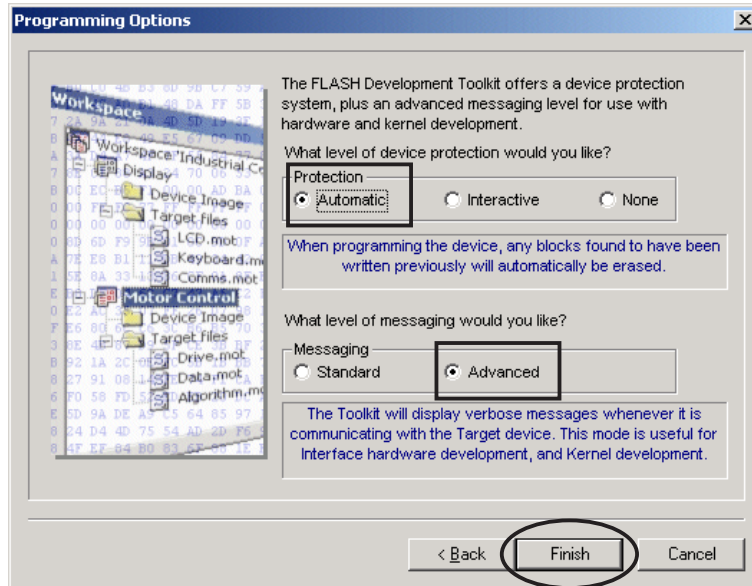 Programming Options
The FLASH Development Toolkit offers a device protection
system, plus an advanced messaging level for use with
hardware and kernel development.
What level of device protection would you like?
Protection
Automatic Interactive None
When programming the device, any blocks found to have been
written previously will automatically be erased.
What level of messaging would you like?
Messaging
Standard Advanced
The Toolkit will display verbose messages whenever it is
communicating with the Target device. This mode is useful for
Interface hardware development, and Kernel development.
Workspace
Workspace "Industrial Co
Display
Device Image
Target files
LCD.mot
Keyboard.m
Comms.mot
Motor Control
Device Image
Target files
Drive.mot
Data.mot
Algorithm.m
< Back Finish Cancel